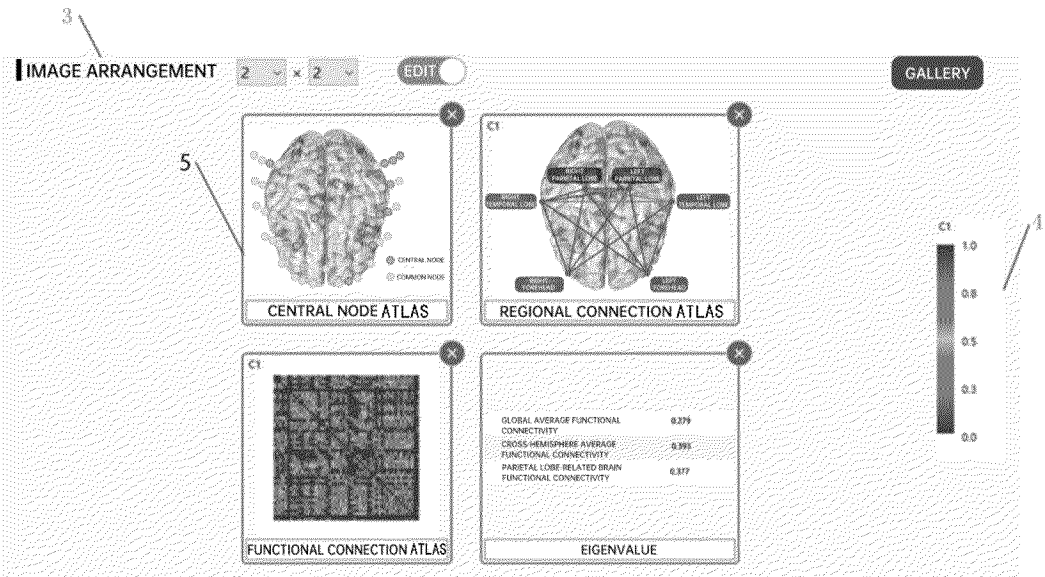 3
IMAGE ARRANGEMENT 2 × 2 EDIT GALLERY
5
C1
RIGHT PARIETAL LOBE
LEFT PARIETAL LOBE
RIGHT TEMPORAL LOBE
LEFT TEMPORAL LOBE
RIGHT FOREHEAD
LEFT FOREHEAD
CENTRAL NODE
COMMON NODE
CENTRAL NODE ATLAS
REGIONAL CONNECTION ATLAS
4
C1
1.0
0.8
0.5
0.3
0.0
C1
FUNCTIONAL CONNECTION ATLAS
GLOBAL AVERAGE FUNCTIONAL
CONNECTIVITY
0.279
CROSS-HEMISPHERE AVERAGE
FUNCTIONAL CONNECTIVITY
0.393
PARIETAL LOBE-RELATED BRAIN
FUNCTIONAL CONNECTIVITY
0.377
EIGENVALUE